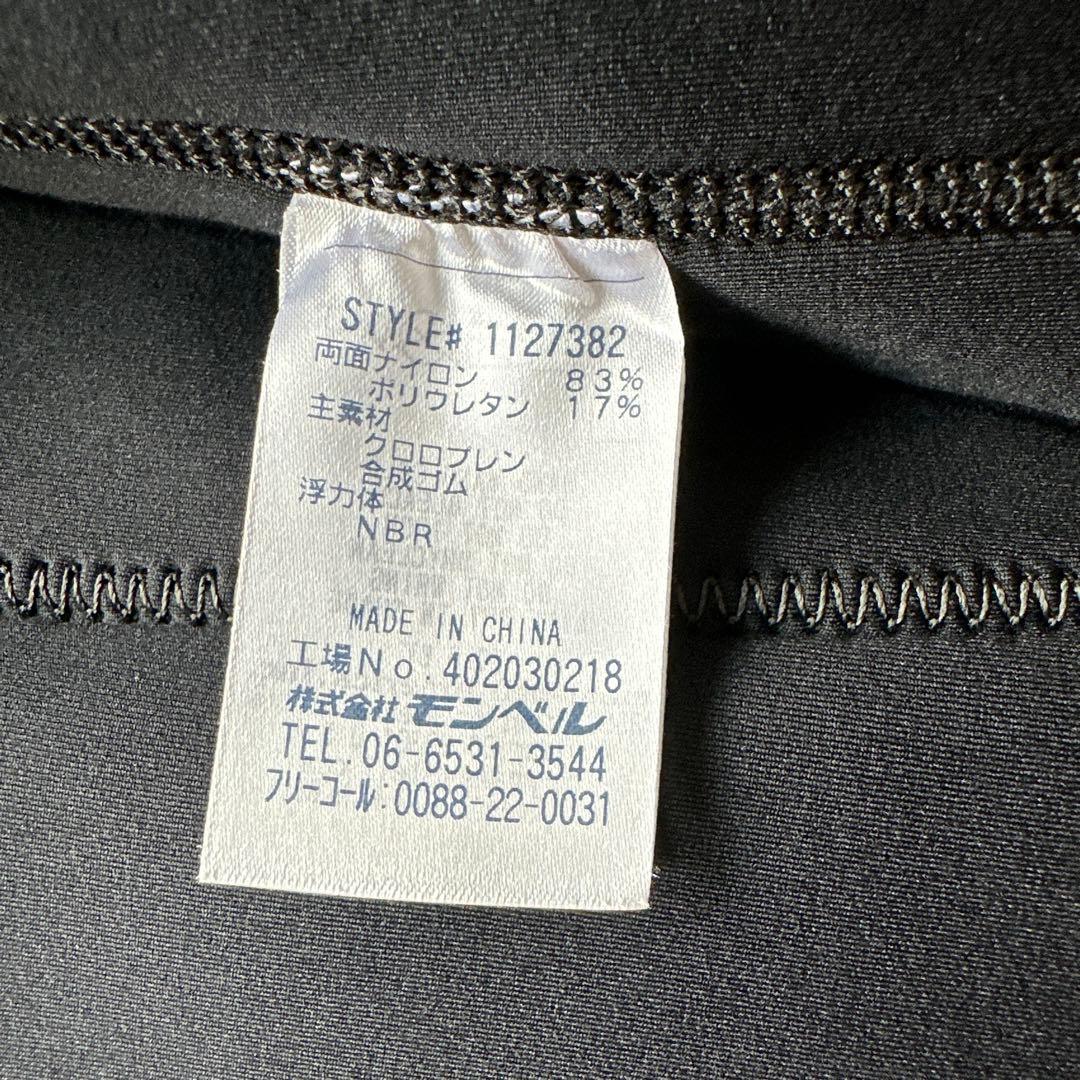 STYLE# 1127382
両面ナイロン 83%
ポリウレタン 17%
主素材
クロロプレン
合成ゴム
浮力体
NBR
MADE IN CHINA
工場No.402030218
株式会社モンベル
TEL.06-6531-3544
フリーコール:0088-22-0031